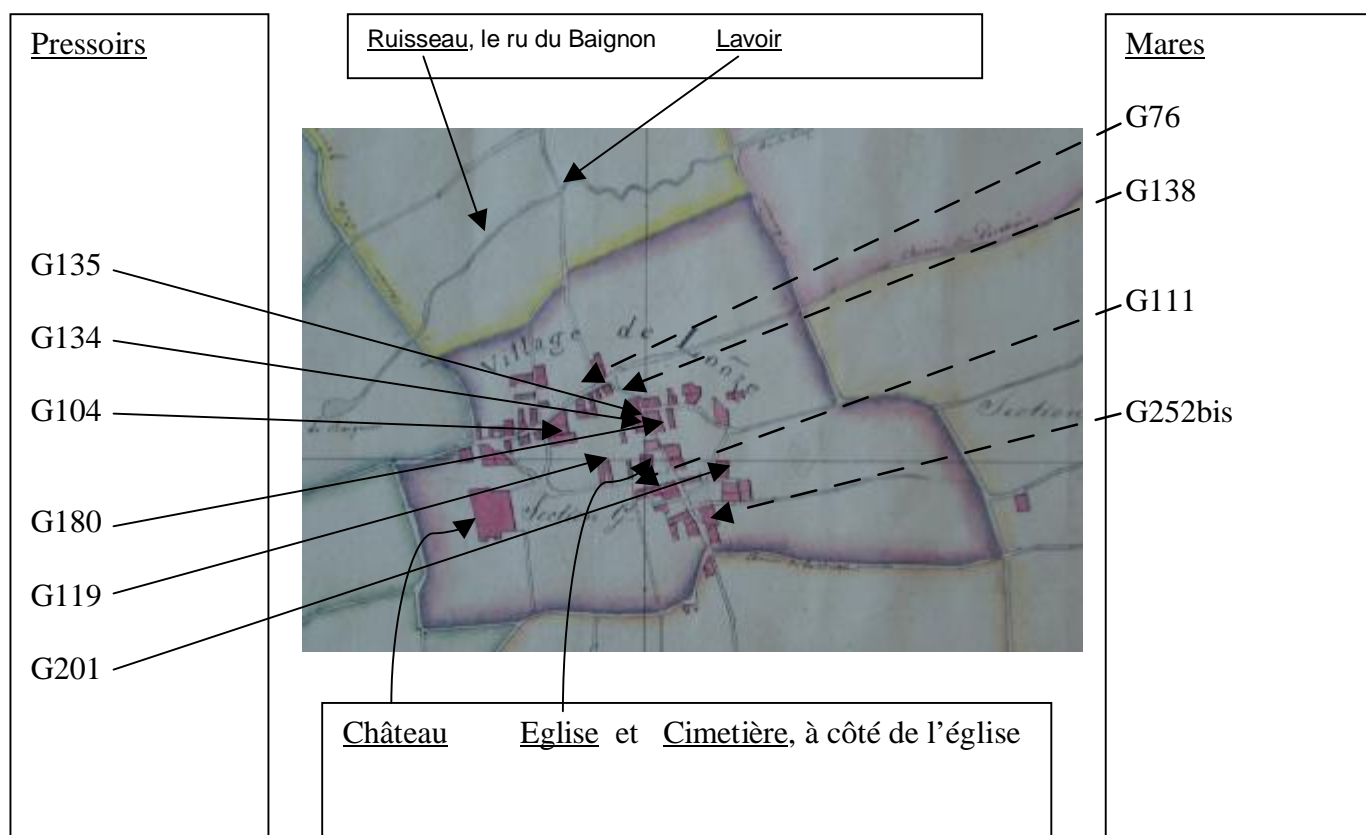 Pressoirs
G135
G134
G104
G180
G119
G201
Ruisseau, le ru du Baignon Lavoir
Village de
Section G
Section
Château Eglise et Cimetière, à côté de l'église
Mares
G76
G138
G111
G252bis